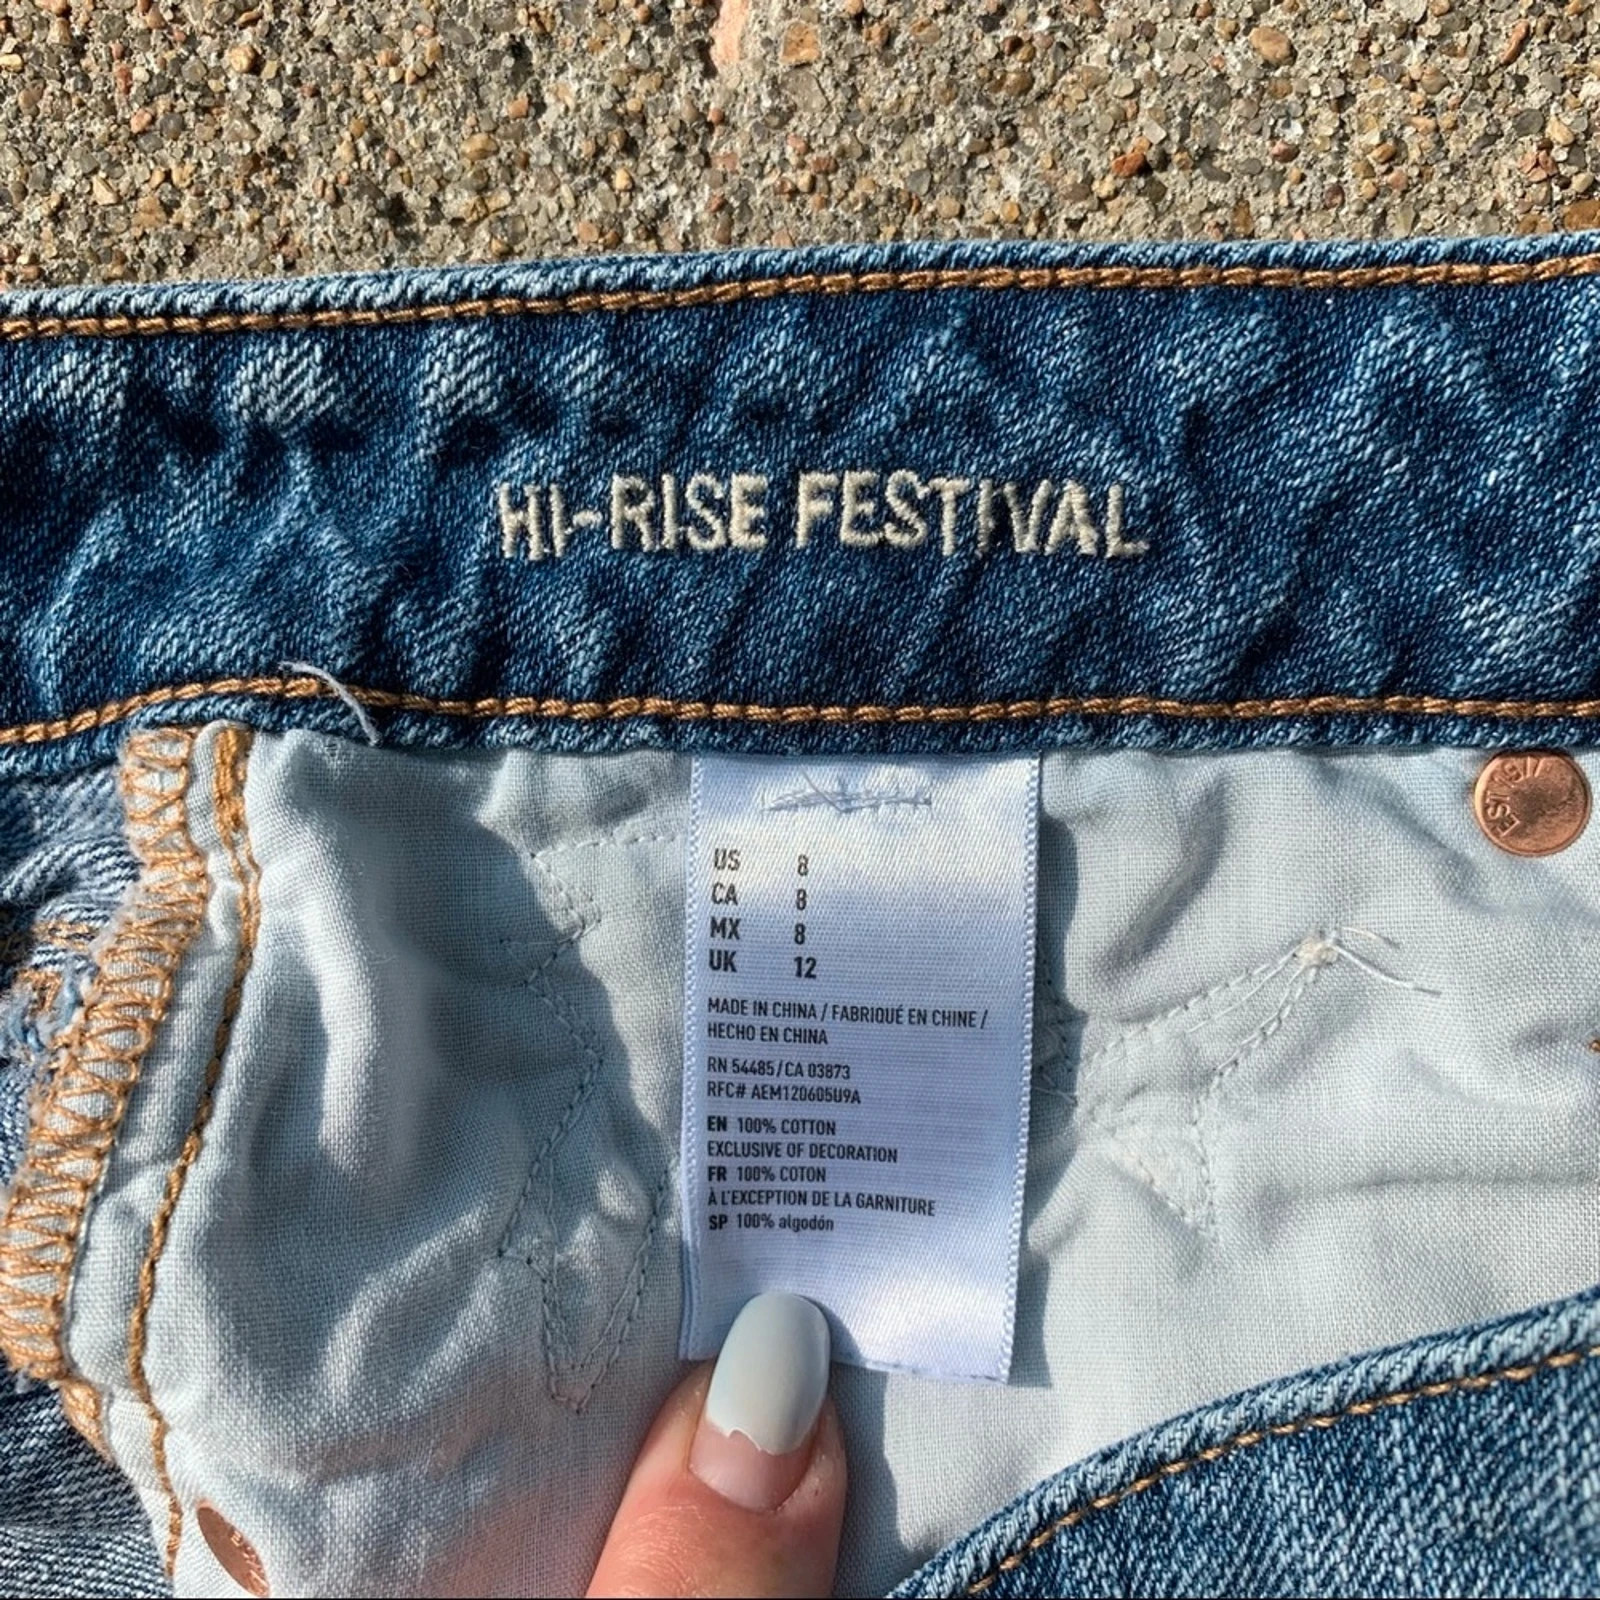 HI-RISE FESTIVAL
US 8
CA 8
MX 8
UK 12
MADE IN CHINA / FABRIQUÉ EN CHINE /
HECHO EN CHINA
RN 54485/CA 03873
RFC# AEM120605U9A
EN 100% COTTON
EXCLUSIVE OF DECORATION
FR 100% COTON
À L'EXCEPTION DE LA GARNITURE
SP 100% algodón